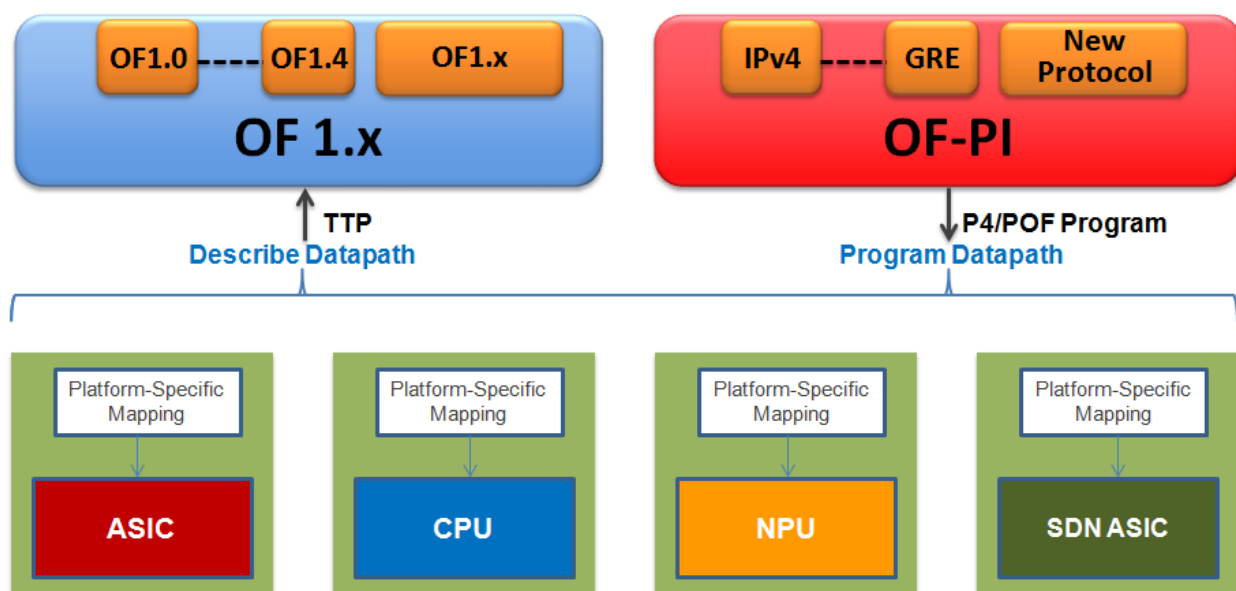 OF1.0
OF1.4
OF1.x
OF 1.x
IPv4
GRE
New
Protocol
OF-PI
TTP
Describe Datapath
P4/POF Program
Program Datapath
Platform-Specific
Mapping
ASIC
Platform-Specific
Mapping
CPU
Platform-Specific
Mapping
NPU
Platform-Specific
Mapping
SDN ASIC